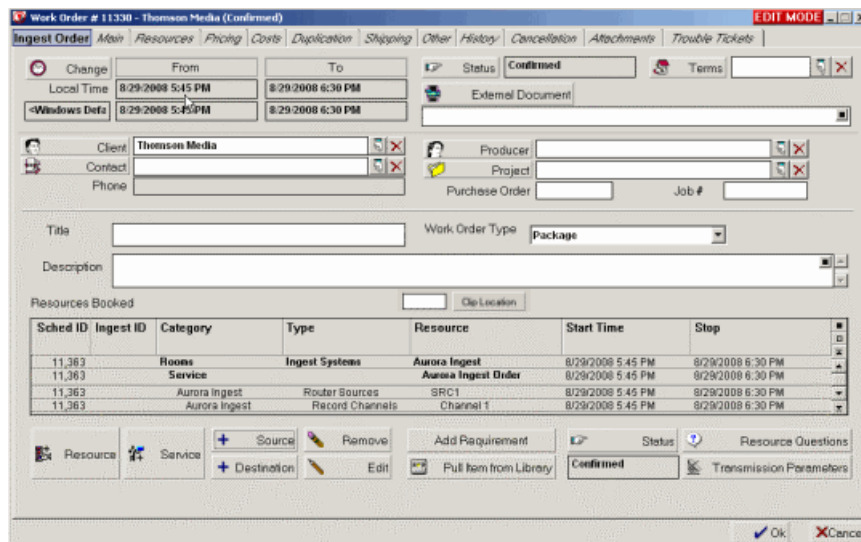 Work Order # 11330 - Thomson Media (Confirmed) EDIT MODE
Ingest Order Main Resources Pricing Costs Duplication Shipping Other History Cancellation Attachments Trouble Tickets
Change From To Status Confirmed Terms
Local Time 8/29/2008 5:45 PM 8/29/2008 6:30 PM External Document
<Windows Defa 8/29/2008 5:45 PM 8/29/2008 6:30 PM
Client Thomson Media Producer
Contact Project
Phone Purchase Order Job #
Title Work Order Type Package
Description
Resources Booked Clip Location
Sched ID Ingest ID Category Type Resource Start Time Stop
11,363 Rooms Ingest Systems Aurora Ingest 8/29/2008 5:45 PM 8/29/2008 6:30 PM
11,363 Service Aurora Ingest Order 8/29/2008 5:45 PM 8/29/2008 6:30 PM
11,363 Aurora Ingest Router Sources SRC1 8/29/2008 5:45 PM 8/29/2008 6:30 PM
11,363 Aurora Ingest Record Channels Channel 1 8/29/2008 5:45 PM 8/29/2008 6:30 PM
Resource Service + Source Remove Add Requirement Status Resource Questions
+ Destination Edit Pull Item from Library Confirmed Transmission Parameters
Ok Cance